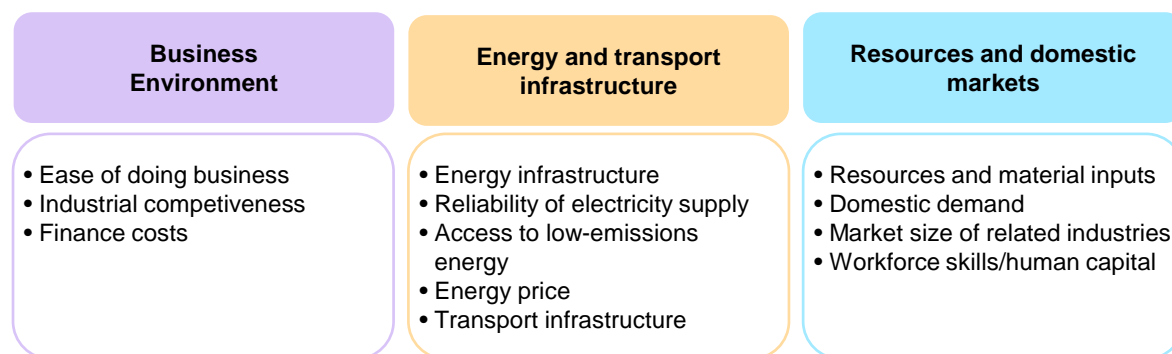 Business
Environment
• Ease of doing business
• Industrial competiveness
• Finance costs
Energy and transport
infrastructure
• Energy infrastructure
• Reliability of electricity supply
• Access to low-emissions
energy
• Energy price
• Transport infrastructure
Resources and domestic
markets
• Resources and material inputs
• Domestic demand
• Market size of related industries
• Workforce skills/human capital